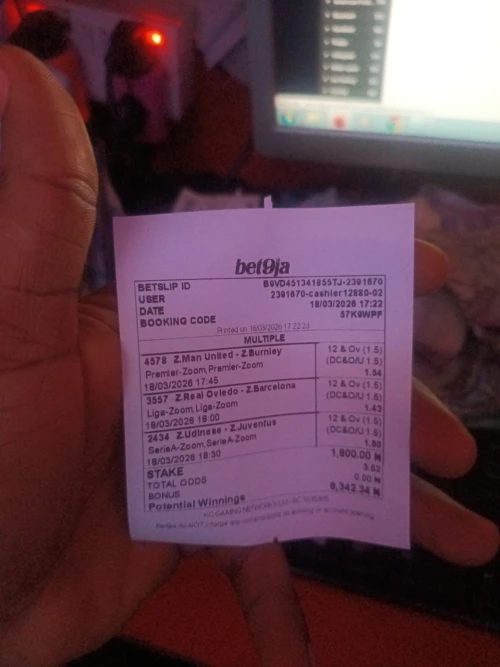 bet9ja
BETSLIP ID B9VD451341855TJ-2391670
USER 2391670-cashier12880-02
DATE 18/03/2026 17:22
BOOKING CODE 57K9WPF
Printed on 18/03/2026 17:22:23
MULTIPLE
4578 Z.Man United - Z.Burnley 12 & Ov (1.5)
Premier-Zoom,Premier-Zoom (DC&O/U 1.5)
18/03/2026 17:45 1.54
3557 Z.Real Oviedo - Z.Barcelona 12 & Ov (1.5)
Liga-Zoom,Liga-Zoom (DC&O/U 1.5)
18/03/2026 18:00 1.43
2434 Z.Udinese - Z.Juventus 12 & Ov (1.5)
SerieA-Zoom,SerieA-Zoom (DC&O/U 1.5)
18/03/2026 18:30 1.60
STAKE 1,800.00 ₦
TOTAL ODDS 3.52
BONUS 0.00 ₦
Potential Winnings 6,342.34 ₦